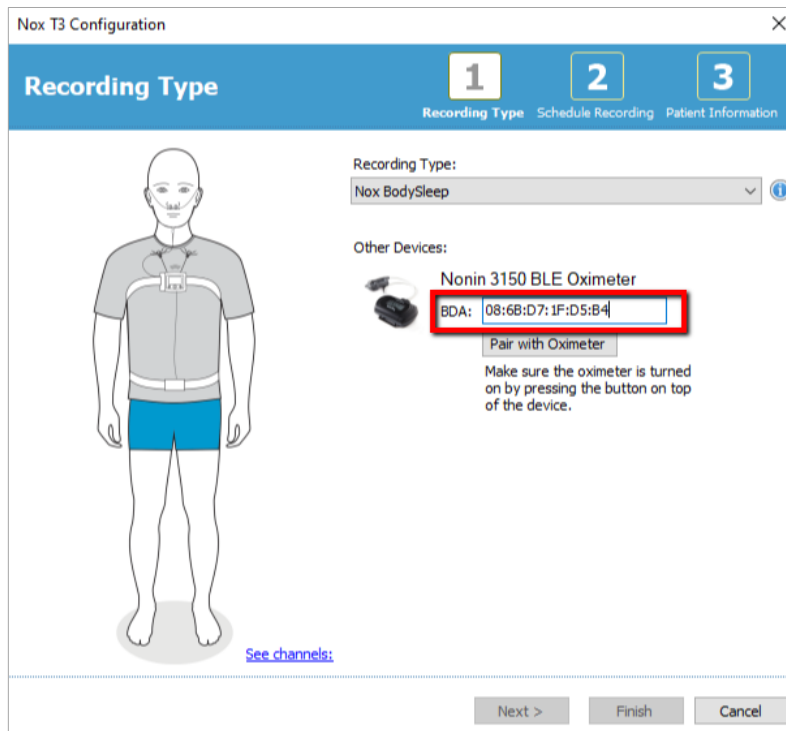 Nox T3 Configuration
Recording Type
1
Recording Type
2
Schedule Recording
3
Patient Information
Recording Type:
Nox BodySleep
Other Devices:
Nonin 3150 BLE Oximeter
BDA: 08:6B:D7:1F:D5:B4
Pair with Oximeter
Make sure the oximeter is turned
on by pressing the button on top
of the device.
See channels:
Next >
Finish
Cancel